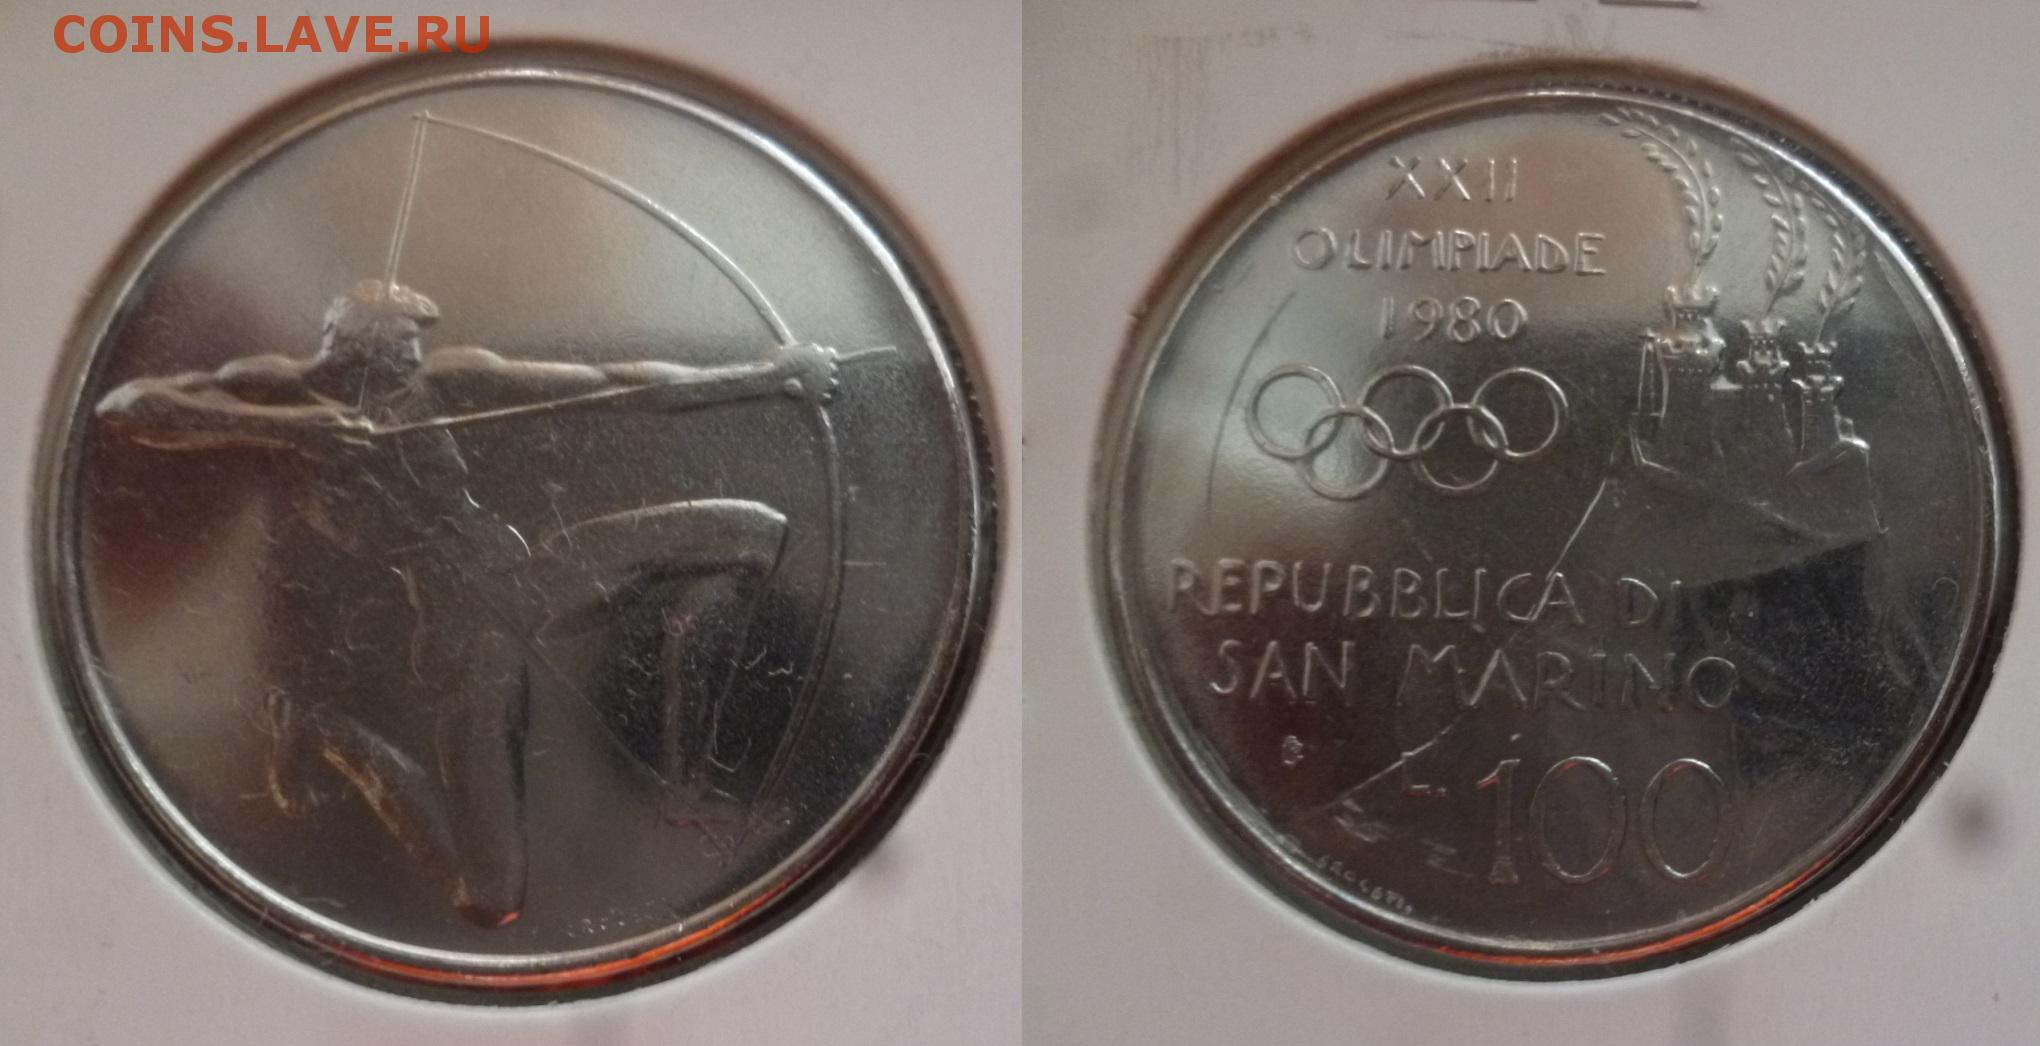 COINS.LAVE.RU
XXII
OLIMPIADE
1980
REPUBBLICA DI
SAN MARINO
L. 100